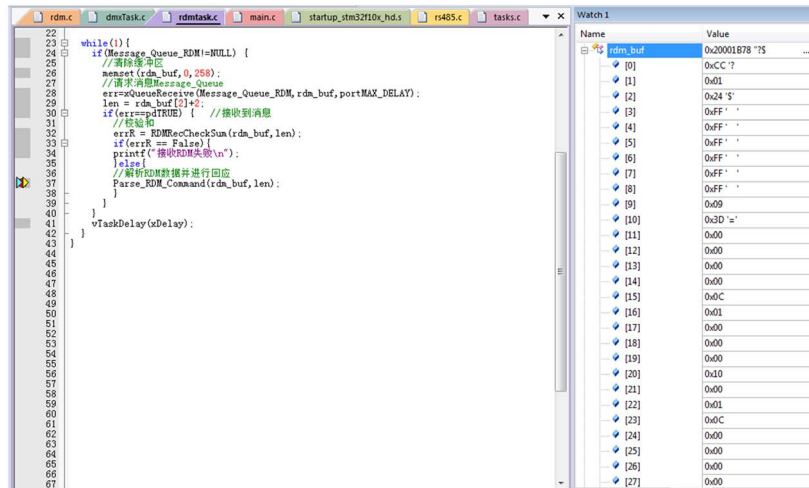 rdm.c dmxTask.c rdmtask.c main.c startup_stm32f10x_hd.s rs485.c tasks.c
22
23 while(1){
24 if(Message_Queue_RDM!=NULL) {
25 //清除缓冲区
26 memset(rdm_buf,0,258);
27 //请求消息Message_Queue
28 err=xQueueReceive(Message_Queue_RDM,rdm_buf,portMAX_DELAY);
29 len = rdm_buf[2]+2;
30 if(err==pdTRUE) { //接收到消息
31 //校验和
32 errR = RDMRecCheckSum(rdm_buf,len);
33 if(errR == False){
34 printf("接收RDM失败\n");
35 }else{
36 //解析RDM数据并进行回应
37 Parse_RDM_Command(rdm_buf,len);
38 }
39 }
40 }
41 vTaskDelay(xDelay);
42 }
43 }
44
45
46
47
48
49
50
51
52
53
54
55
56
57
58
59
60
61
62
63
64
65
66
67
Watch 1
Name Value
rdm_buf 0x20001B78 "?$ ...
[0] 0xCC '?
[1] 0x01
[2] 0x24 '$'
[3] 0xFF ' '
[4] 0xFF ' '
[5] 0xFF ' '
[6] 0xFF ' '
[7] 0xFF ' '
[8] 0xFF ' '
[9] 0x09
[10] 0x3D '='
[11] 0x00
[12] 0x00
[13] 0x00
[14] 0x00
[15] 0x0C
[16] 0x01
[17] 0x00
[18] 0x00
[19] 0x00
[20] 0x10
[21] 0x00
[22] 0x01
[23] 0x0C
[24] 0x00
[25] 0x00
[26] 0x00
[27] 0x00